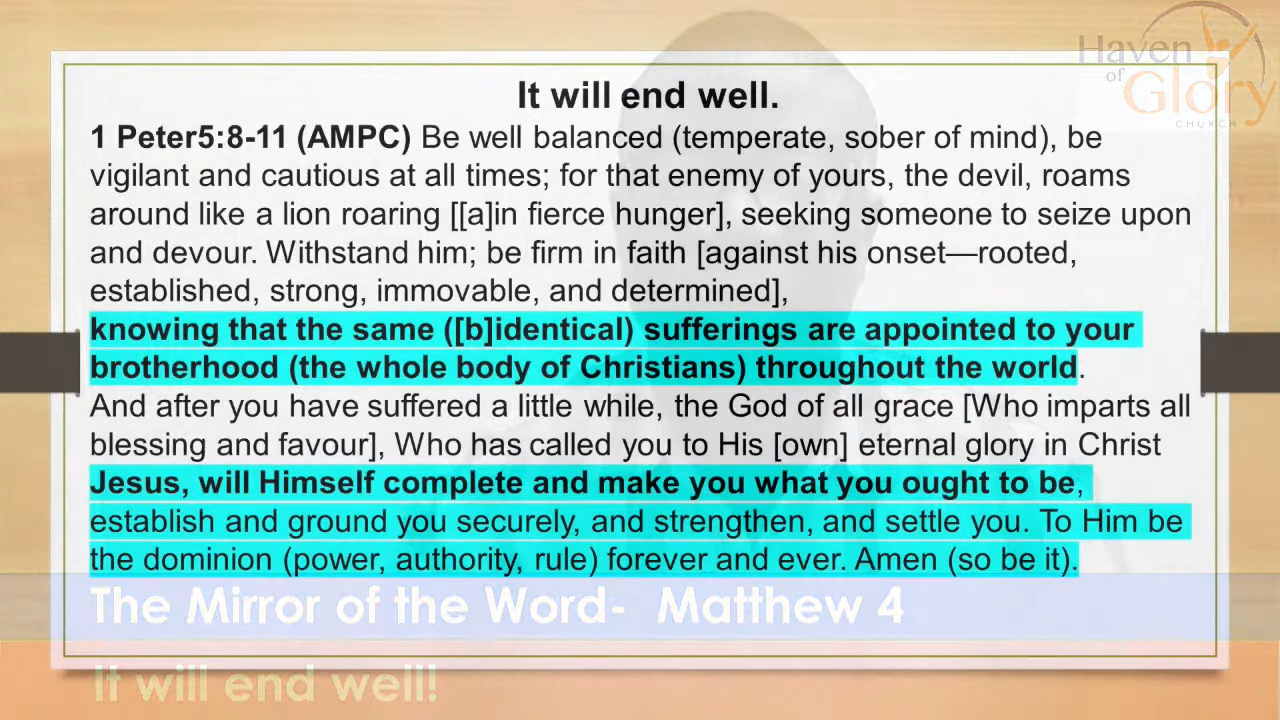 Haven
of
Glory
CHURCH
It will end well.
1 Peter5:8-11 (AMPC) Be well balanced (temperate, sober of mind), be
vigilant and cautious at all times; for that enemy of yours, the devil, roams
around like a lion roaring [[a]in fierce hunger], seeking someone to seize upon
and devour. Withstand him; be firm in faith [against his onset—rooted,
established, strong, immovable, and determined],
knowing that the same ([b]identical) sufferings are appointed to your
brotherhood (the whole body of Christians) throughout the world.
And after you have suffered a little while, the God of all grace [Who imparts all
blessing and favour], Who has called you to His [own] eternal glory in Christ
Jesus, will Himself complete and make you what you ought to be,
establish and ground you securely, and strengthen, and settle you. To Him be
the dominion (power, authority, rule) forever and ever. Amen (so be it).
The Mirror of the Word- Matthew 4
It will end well!